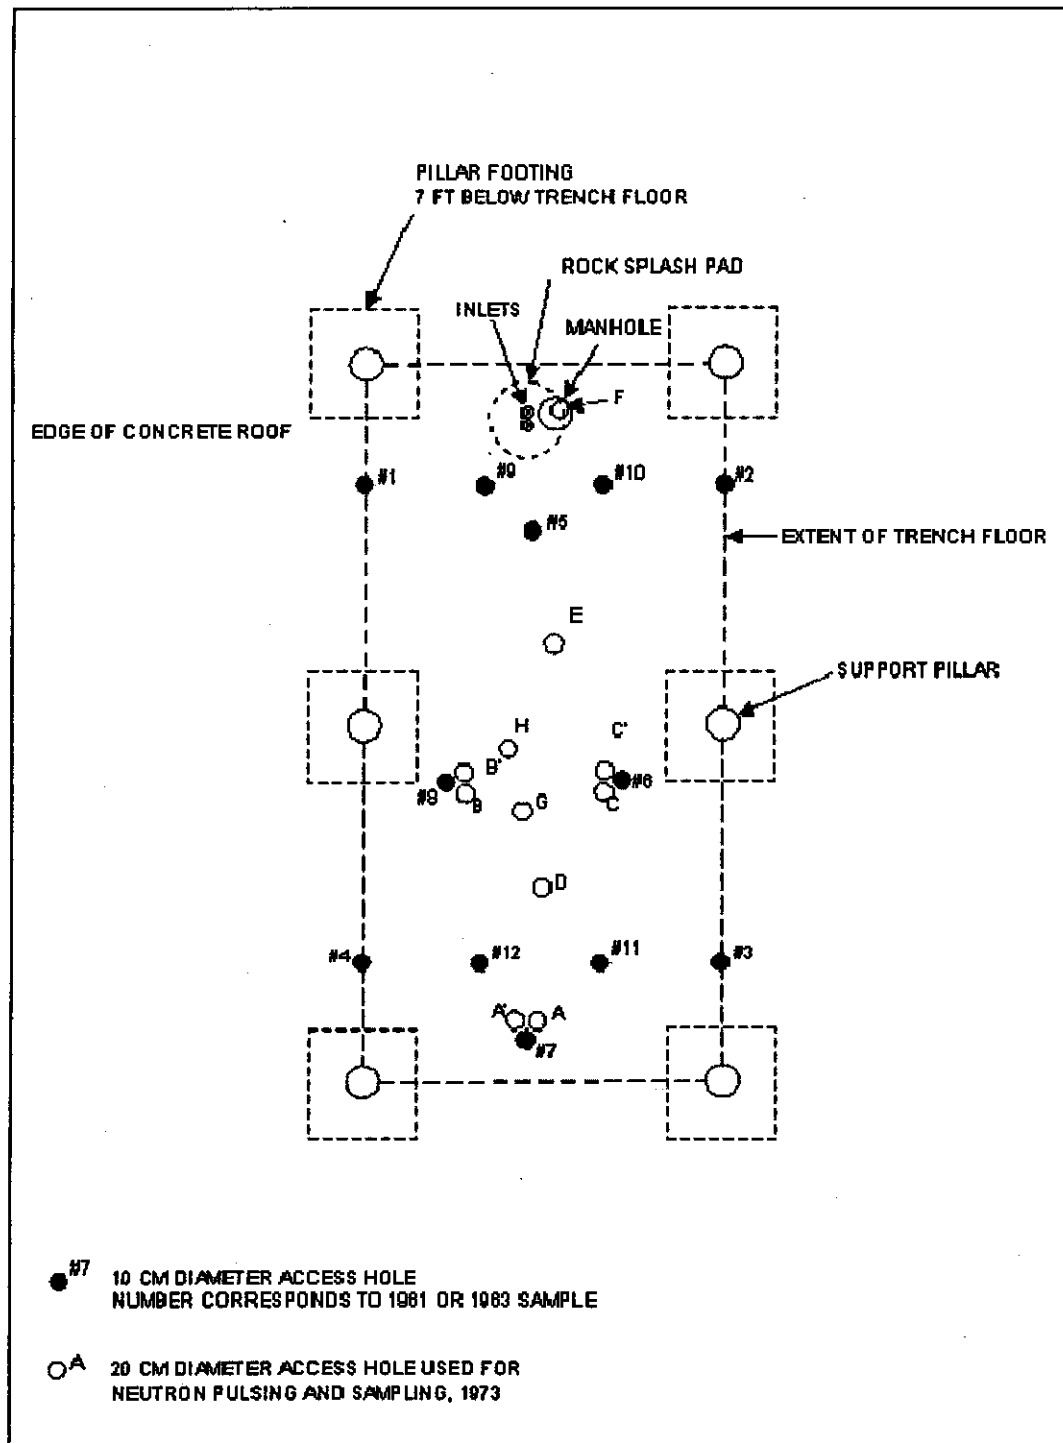 PILLAR FOOTING
7 FT BELOW TRENCH FLOOR
ROCK SPLASH PAD
INLETS
MANHOLE
F
EDGE OF CONCRETE ROOF
#1
#9
#10
#2
#5
EXTENT OF TRENCH FLOOR
E
SUPPORT PILLAR
H
C'
B'
#8
B
G
C
#6
D
#4
#12
#11
#3
A'
A
#7
#7 10 CM DIAMETER ACCESS HOLE
NUMBER CORRESPONDS TO 1961 OR 1963 SAMPLE
A 20 CM DIAMETER ACCESS HOLE USED FOR
NEUTRON PULSING AND SAMPLING, 1973